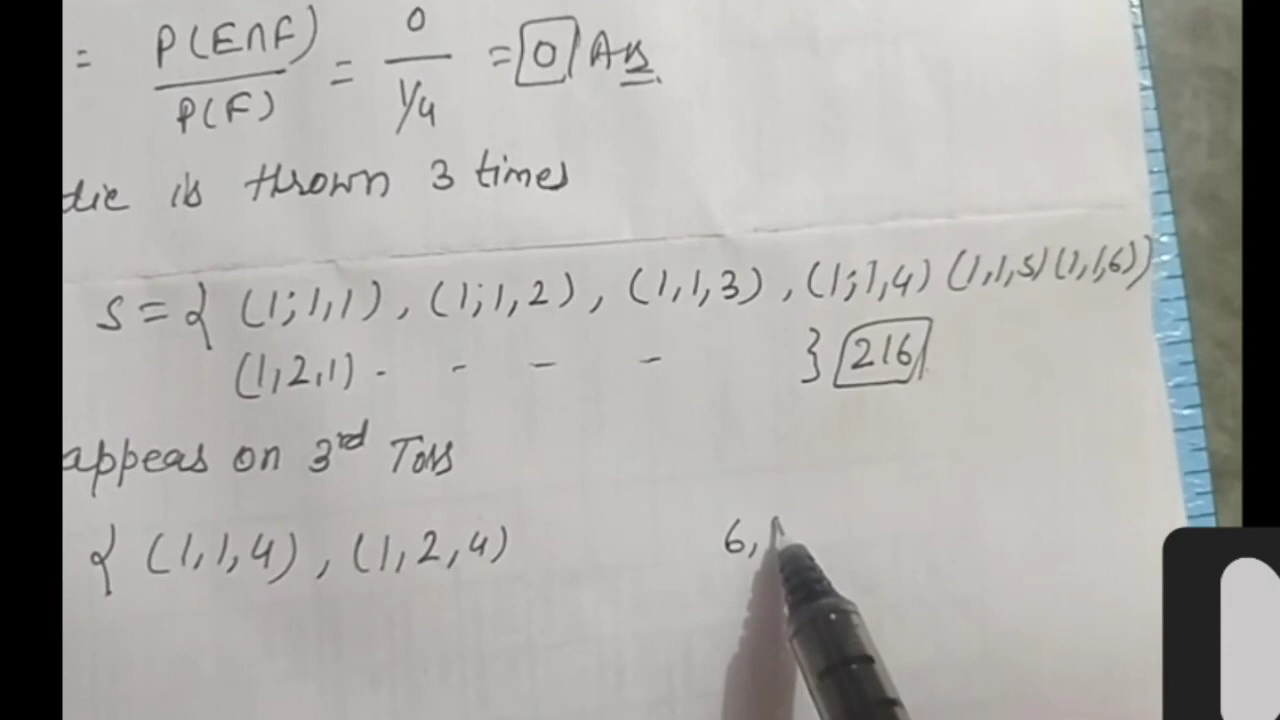 = P(E∩F) / P(F) = 0 / 1/4 = 0 Ans.
die is thrown 3 times
S = { (1;1,1), (1;1,2), (1,1,3), (1;1,4) (1,1,5) (1,1,6))
(1,2,1) - - - - } 216
appeas on 3rd Toss
{ (1,1,4), (1,2,4) 6,